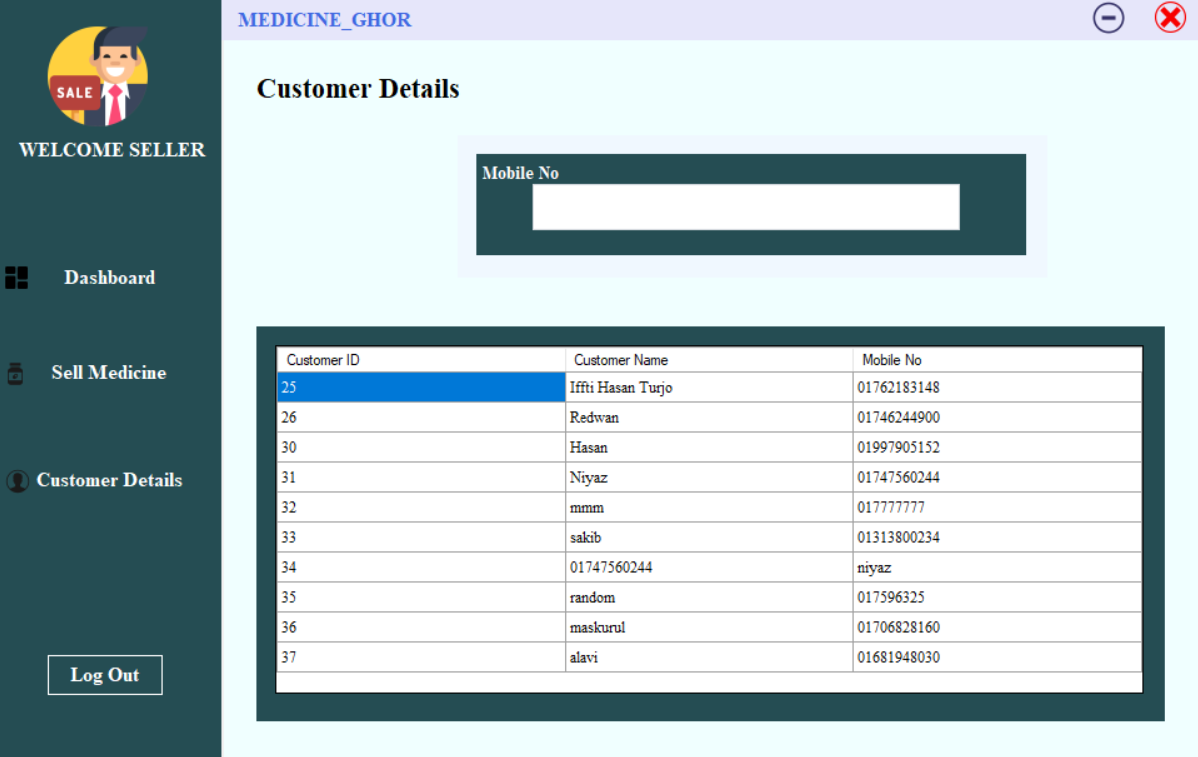 MEDICINE_GHOR
SALE
WELCOME SELLER
Dashboard
Sell Medicine
Customer Details
Log Out
Customer Details
Mobile No
Customer ID Customer Name Mobile No
25 Iffti Hasan Turjo 01762183148
26 Redwan 01746244900
30 Hasan 01997905152
31 Niyaz 01747560244
32 mmm 017777777
33 sakib 01313800234
34 01747560244 niyaz
35 random 017596325
36 maskurul 01706828160
37 alavi 01681948030